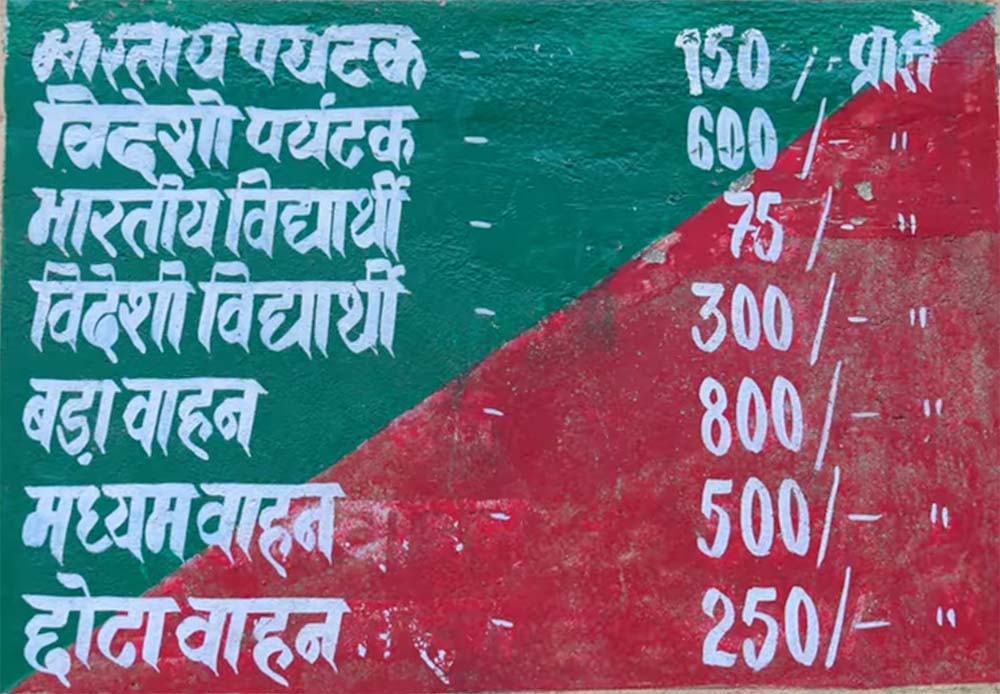 भारतीय पर्यटक - 150/- प्रति
विदेशी पर्यटक - 600/- "
भारतीय विद्यार्थी - 75/- "
विदेशी विद्यार्थी - 300/- "
बड़ा वाहन - 800/- "
मध्यम वाहन - 500/- "
छोटा वाहन - 250/- "